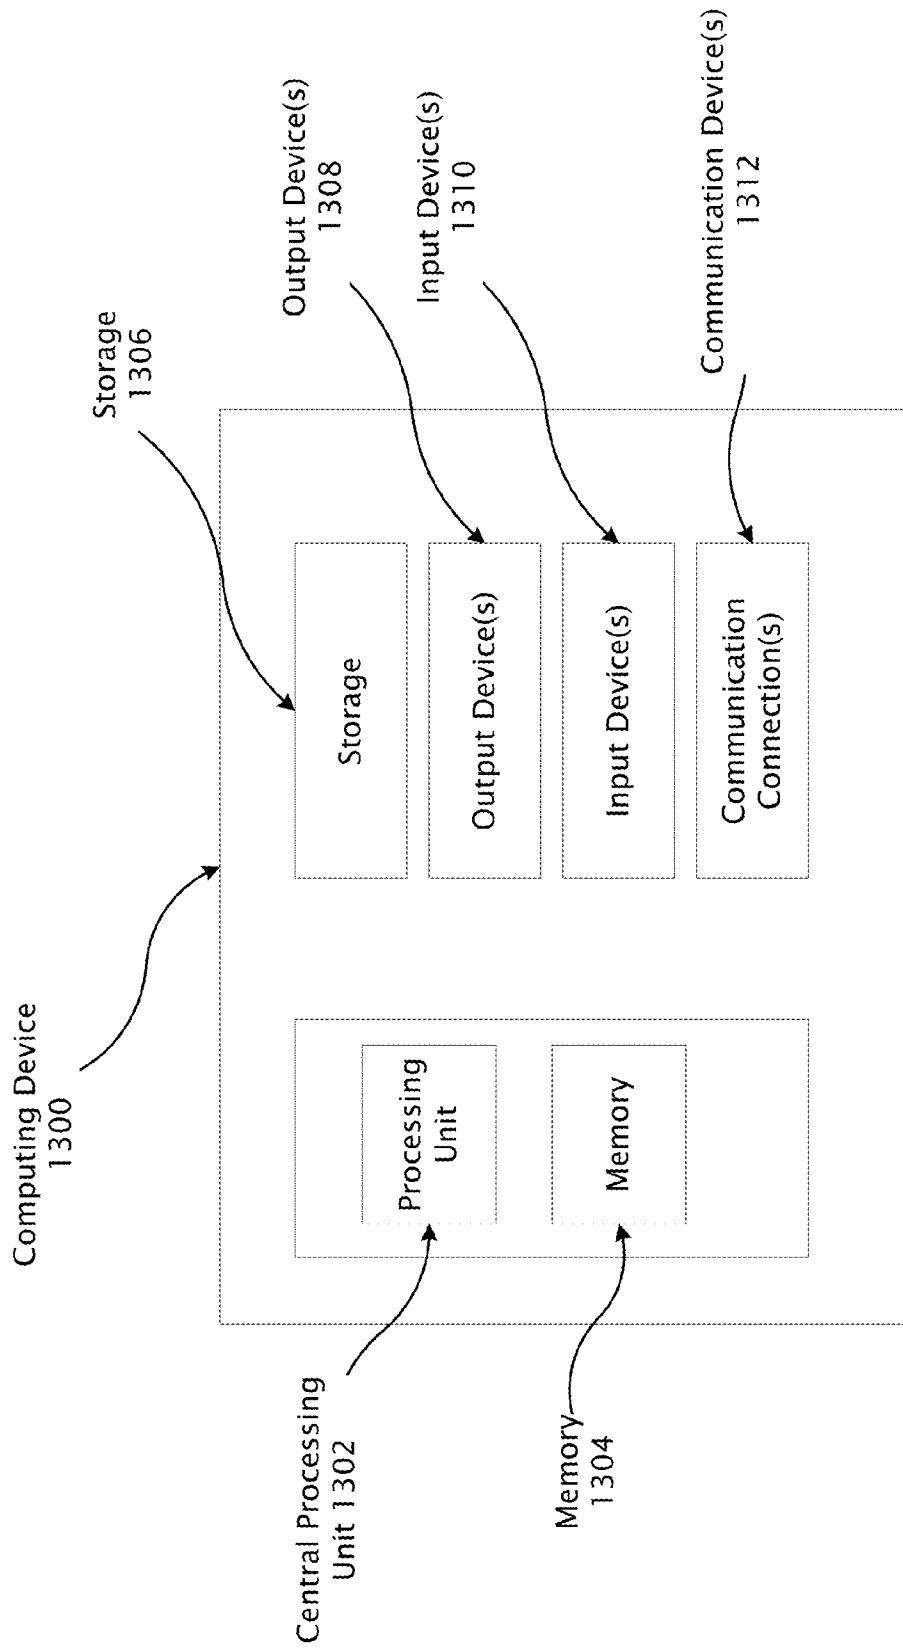 Computing Device
1300
Storage
1306
Output Device(s)
1308
Input Device(s)
1310
Communication Device(s)
1312
Central Processing
Unit 1302
Memory
1304
Processing
Unit
Memory
Storage
Output Device(s)
Input Device(s)
Communication
Connection(s)